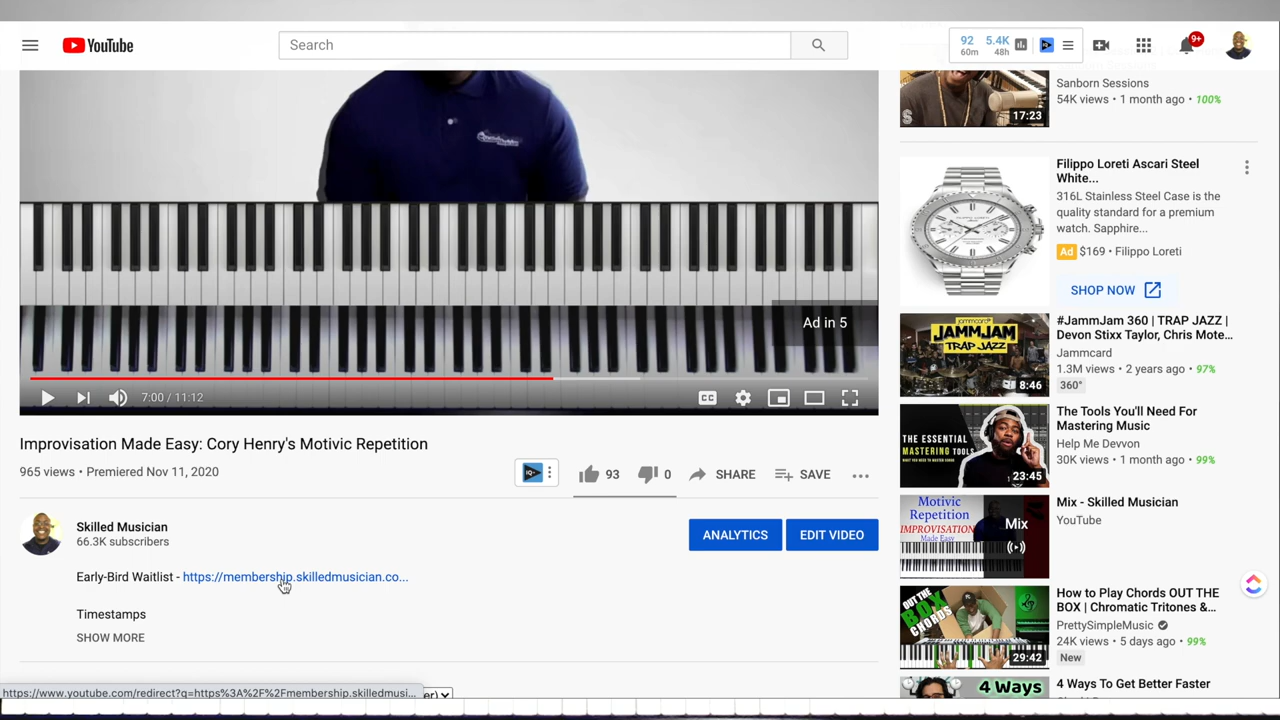 YouTube
Search
92
60m
5.4K
48h
9+
Sanborn Sessions
54K views • 1 month ago • 100%
17:23
Filippo Loreti Ascari Steel
White...
316L Stainless Steel Case is the
quality standard for a premium
watch. Sapphire...
Ad $169 • Filippo Loreti
SHOP NOW
Ad in 5
7:00 / 11:12
CC
Improvisation Made Easy: Cory Henry's Motivic Repetition
965 views • Premiered Nov 11, 2020
93
0
SHARE
SAVE
Skilled Musician
66.3K subscribers
ANALYTICS
EDIT VIDEO
Early-Bird Waitlist - https://membership.skilledmusician.co...
Timestamps
SHOW MORE
https://www.youtube.com/redirect?q=https%3A%2F%2Fmembership.skilledmusi...
er)
JAMMJAM
TRAP JAZZ
8:46
#JammJam 360 | TRAP JAZZ |
Devon Stixx Taylor, Chris Mote...
Jammcard
1.3M views • 2 years ago • 97%
360°
THE ESSENTIAL
MASTERING TOOLS
23:45
The Tools You'll Need For
Mastering Music
Help Me Devvon
30K views • 1 month ago • 99%
Motivic
Repetition
IMPROVISATION
Made Easy
Mix
Mix - Skilled Musician
YouTube
OUT THE
BOX
CHORDS
29:42
How to Play Chords OUT THE
BOX | Chromatic Tritones &...
PrettySimpleMusic
24K views • 5 days ago • 99%
New
4 Ways
4 Ways To Get Better Faster